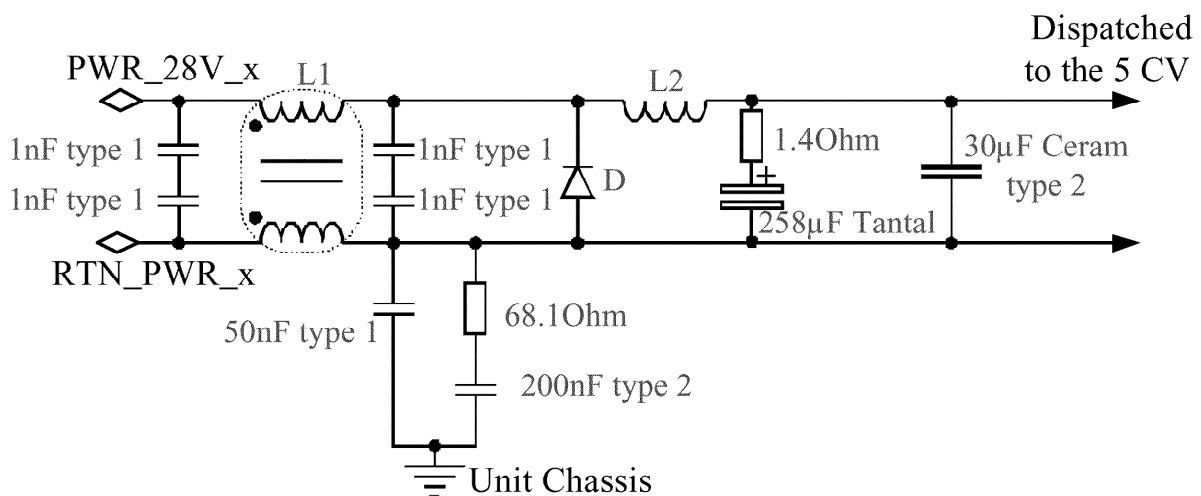 Dispatched
to the 5 CV
PWR_28V_x
L1
L2
1nF type 1
1nF type 1
1nF type 1
1nF type 1
D
1.4Ohm
+
258µF Tantal
30µF Ceram
type 2
RTN_PWR_x
50nF type 1
68.1Ohm
200nF type 2
Unit Chassis